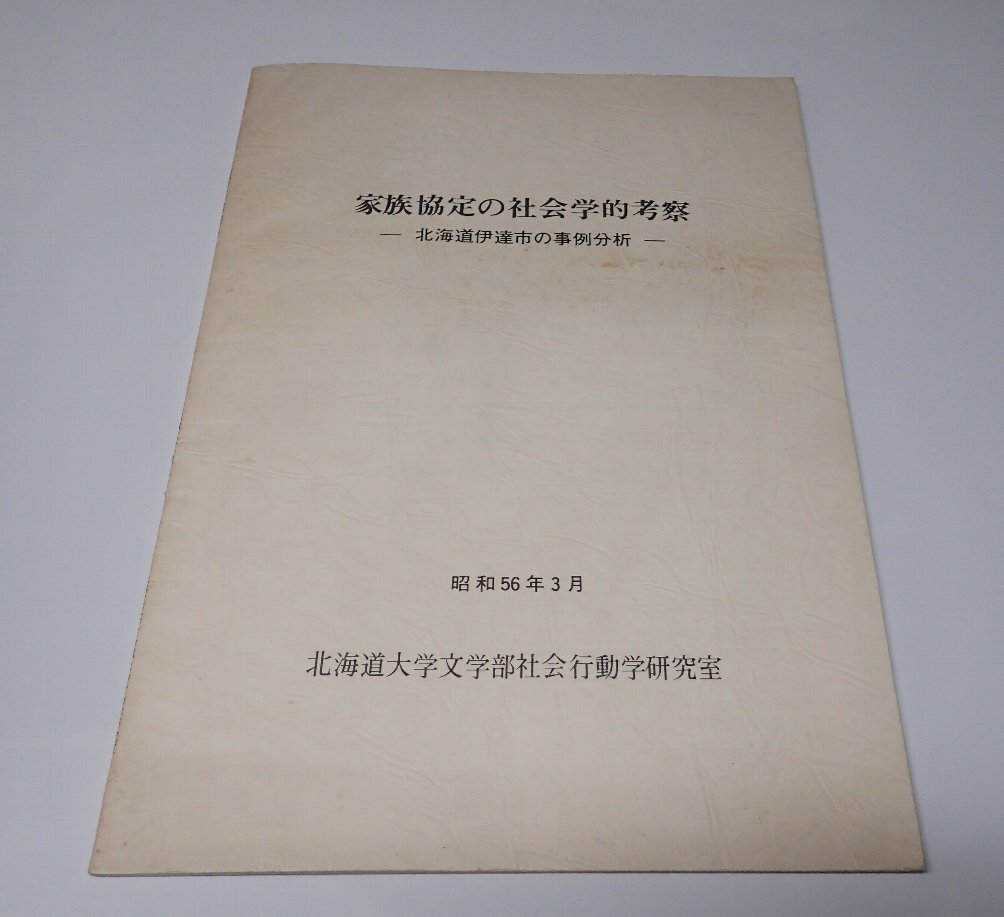 家族協定の社会学的考察
― 北海道伊達市の事例分析 ―
昭和56年3月
北海道大学文学部社会行動学研究室